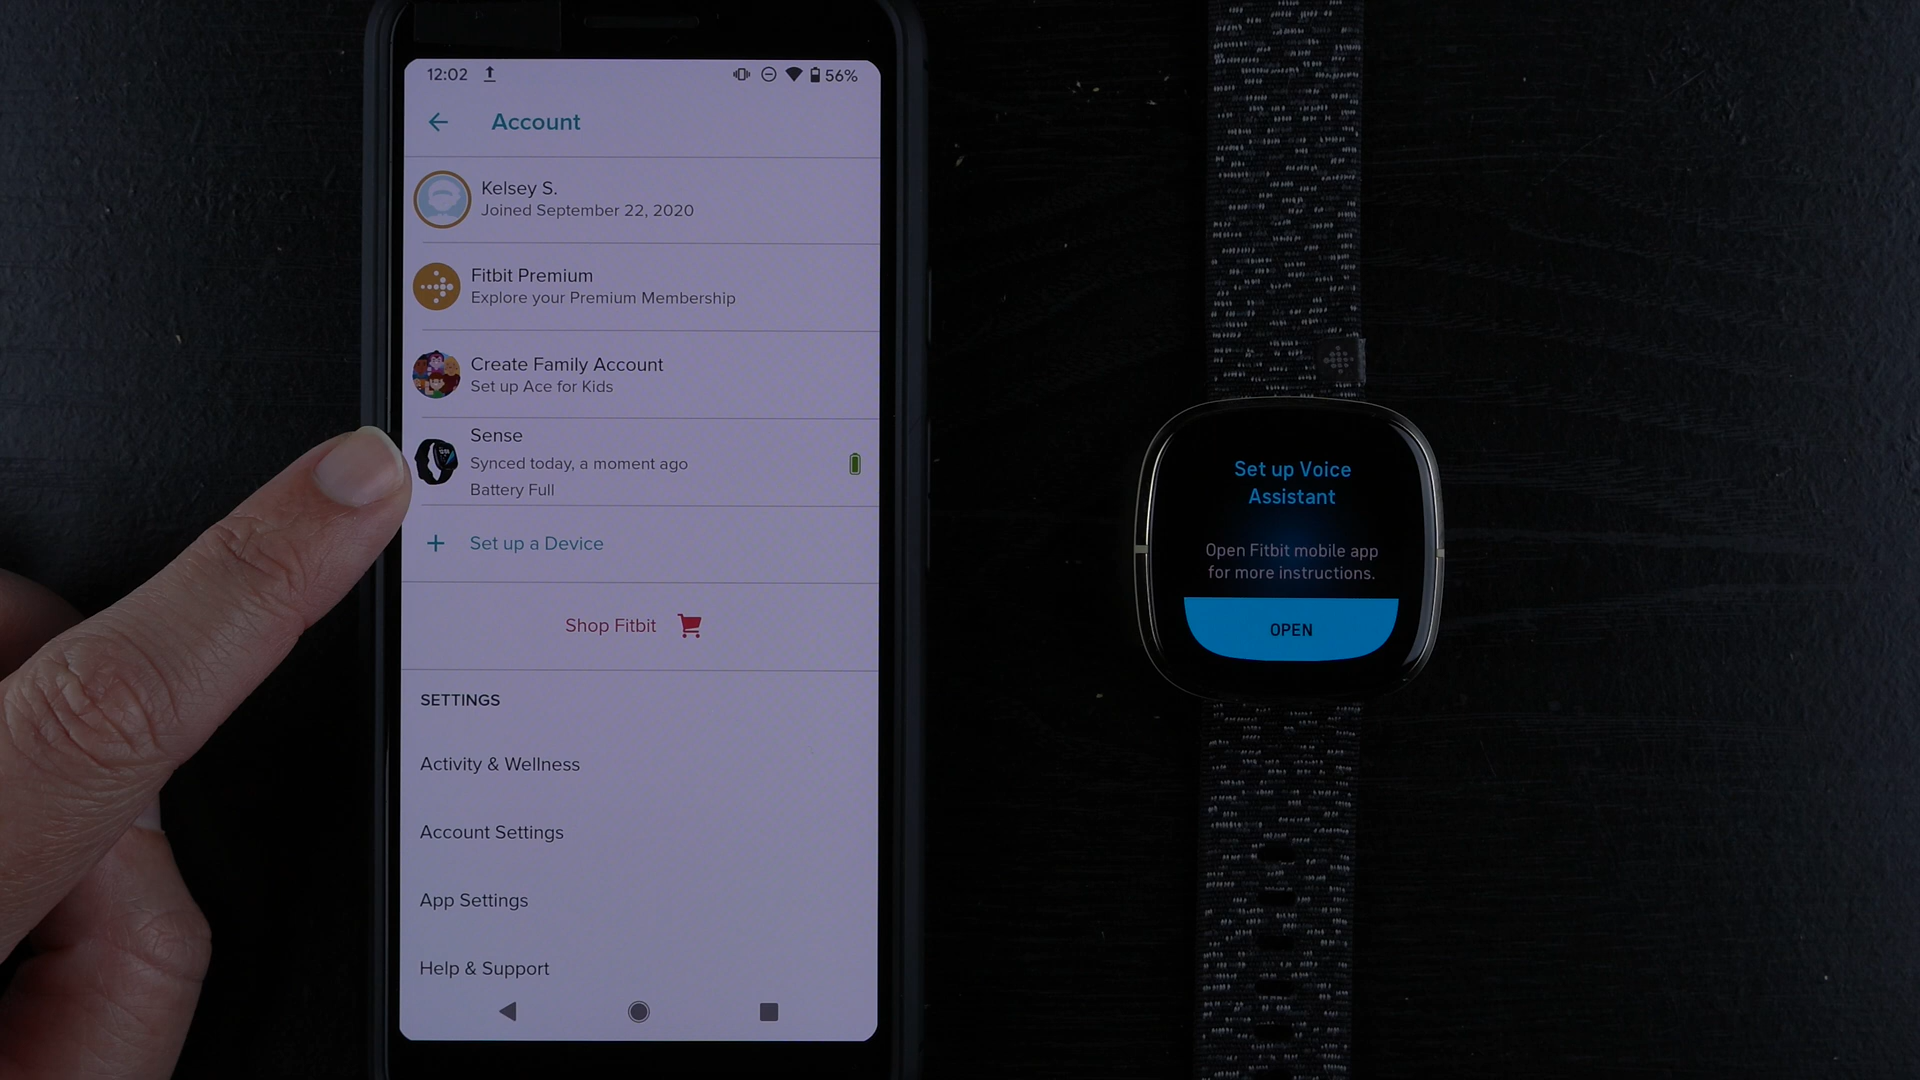 12:02
56%
Account
Kelsey S.
Joined September 22, 2020
Fitbit Premium
Explore your Premium Membership
Create Family Account
Set up Ace for Kids
Sense
Synced today, a moment ago
Battery Full
+ Set up a Device
Shop Fitbit
SETTINGS
Activity & Wellness
Account Settings
App Settings
Help & Support
Set up Voice
Assistant
Open Fitbit mobile app
for more instructions.
OPEN